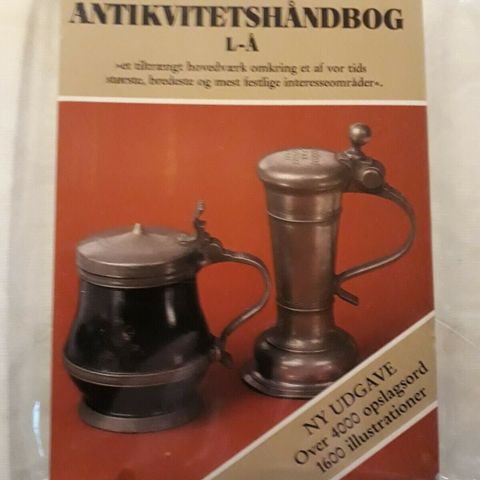 ANTIKVITETSHÅNDBOG
L-Å
»et tiltrængt hovedværk omkring et af vor tids
største, bredeste og mest festlige interesseområder«.
NY UDGAVE
Over 4000 opslagsord
1600 illustrationer